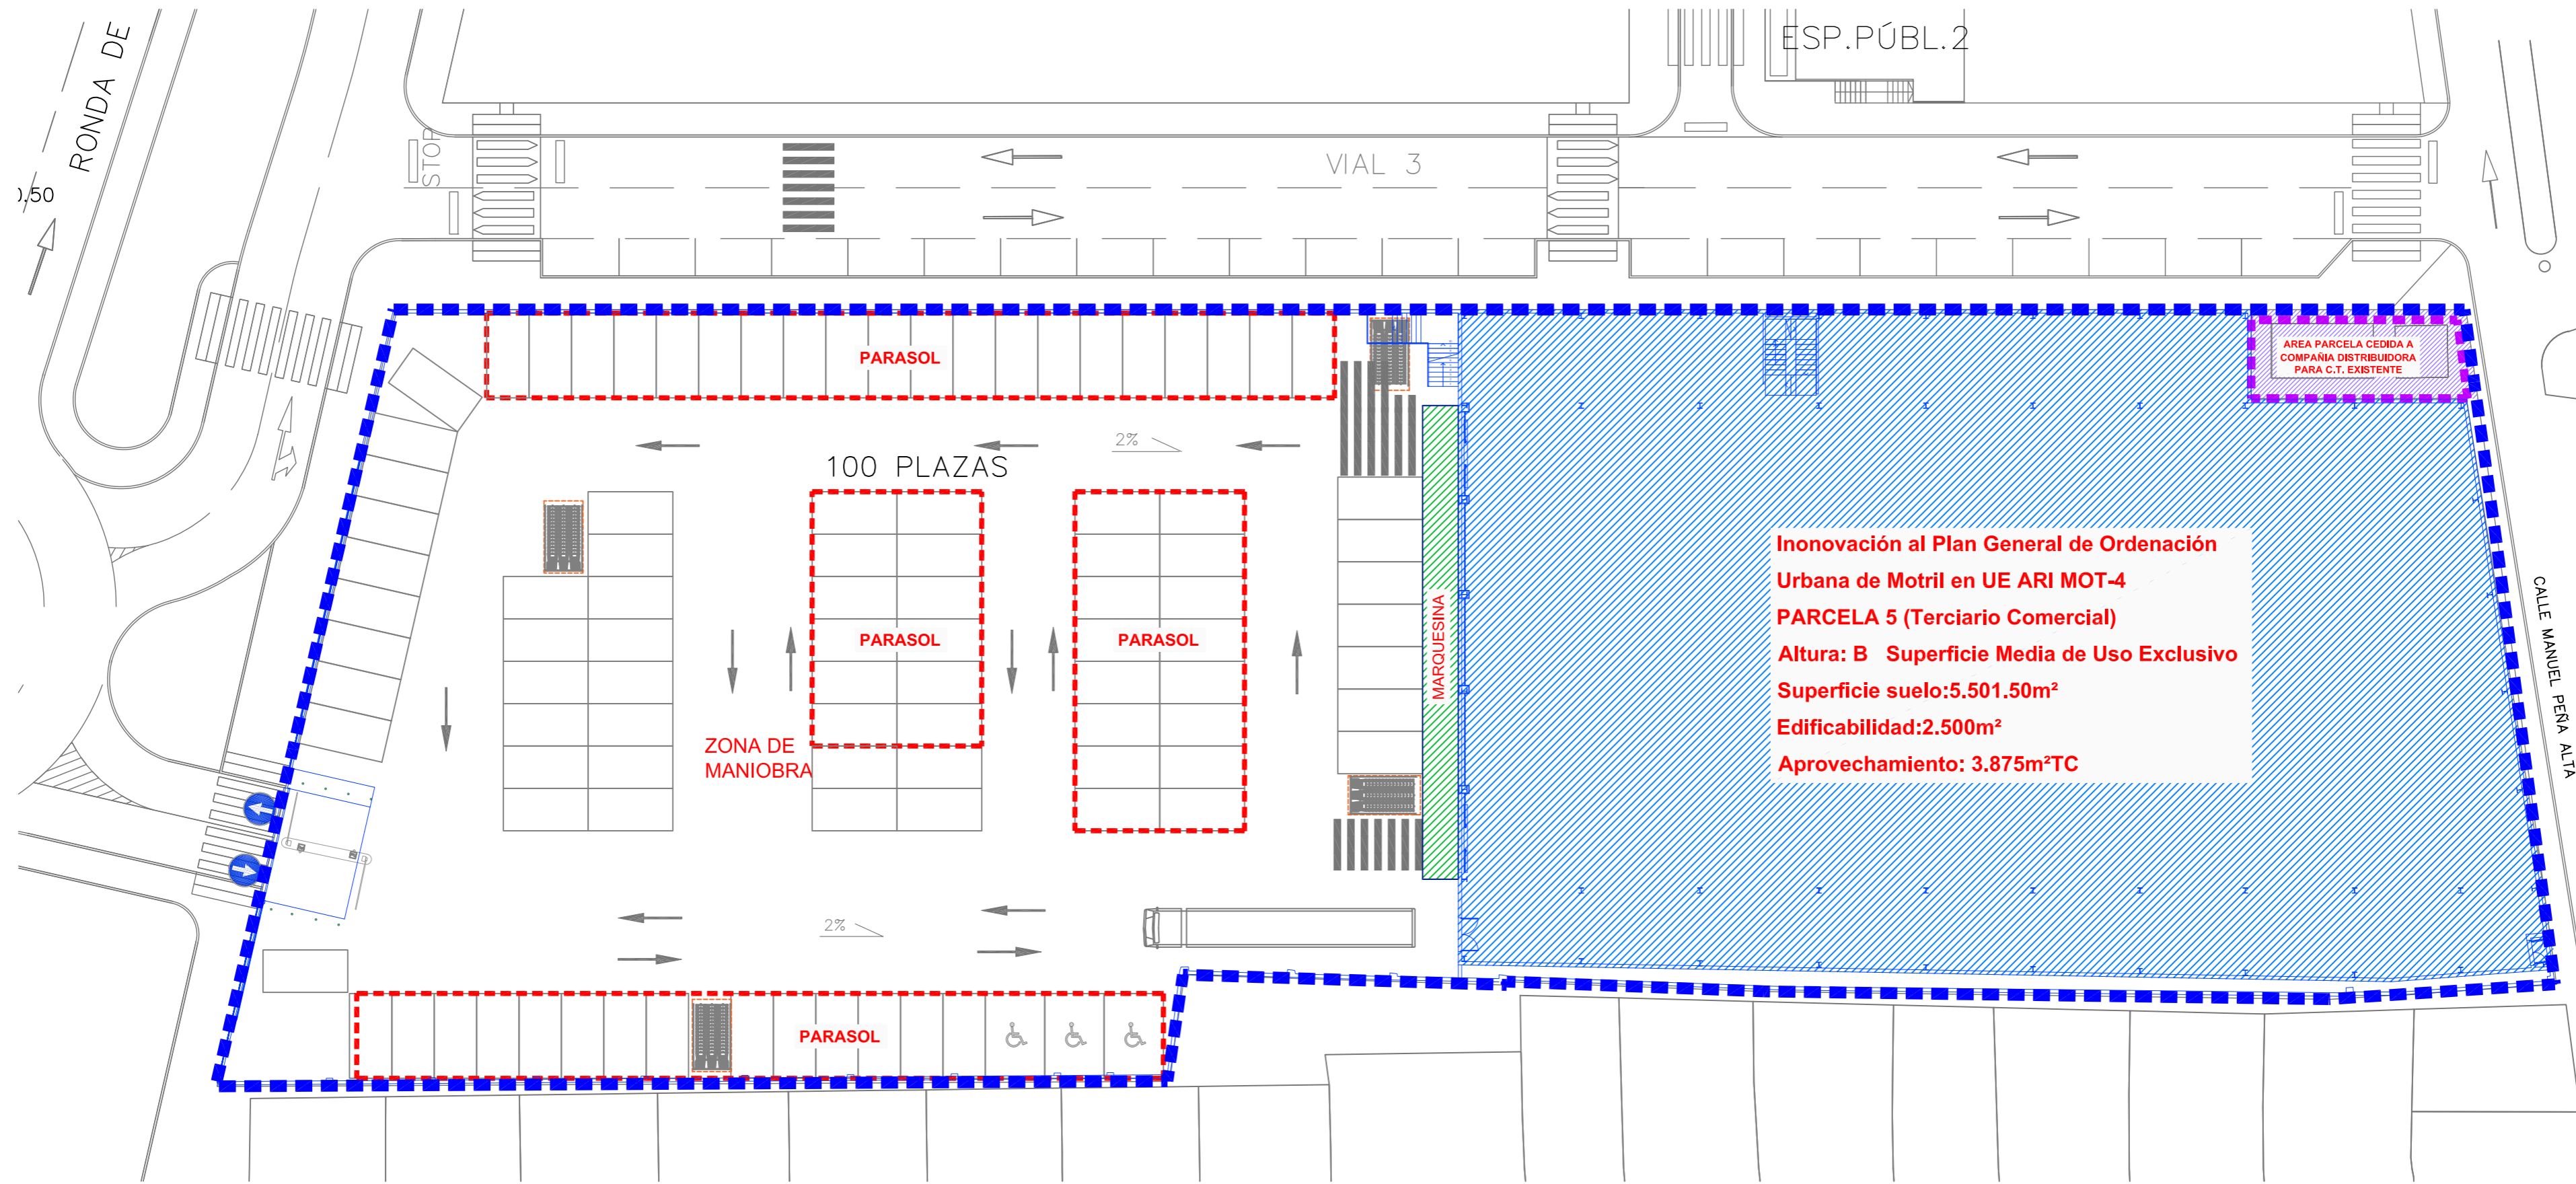 RONDA DE
ESP.PÚBL.2
STOP
VIAL 3
0.50
PARASOL
AREA PARCELA CEDIDA A
COMPAÑIA DISTRIBUIDORA
PARA C.T. EXISTENTE
2%
100 PLAZAS
Inonovación al Plan General de Ordenación
Urbana de Motril en UE ARI MOT-4
PARCELA 5 (Terciario Comercial)
Altura: B Superficie Media de Uso Exclusivo
Superficie suelo:5.501.50m²
Edificabilidad:2.500m²
Aprovechamiento: 3.875m²TC
PARASOL
PARASOL
MARQUESINA
CALLE MANUEL PEÑA ALTA
ZONA DE
MANIOBRA
2%
PARASOL